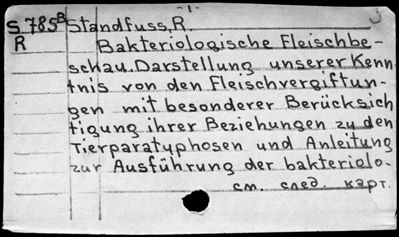 -1-
S 785ᴮ Standfuss, R.
R Bakteriologische Fleischbe-
schau. Darstellung unserer Kenn
tnis von den Fleischvergiftun-
gen mit besonderer Berücksich
tigung ihrer Beziehungen zu den
Tierparatyphosen und Anleitung
zur Ausführung der bakteriolo-
см. след. карт.